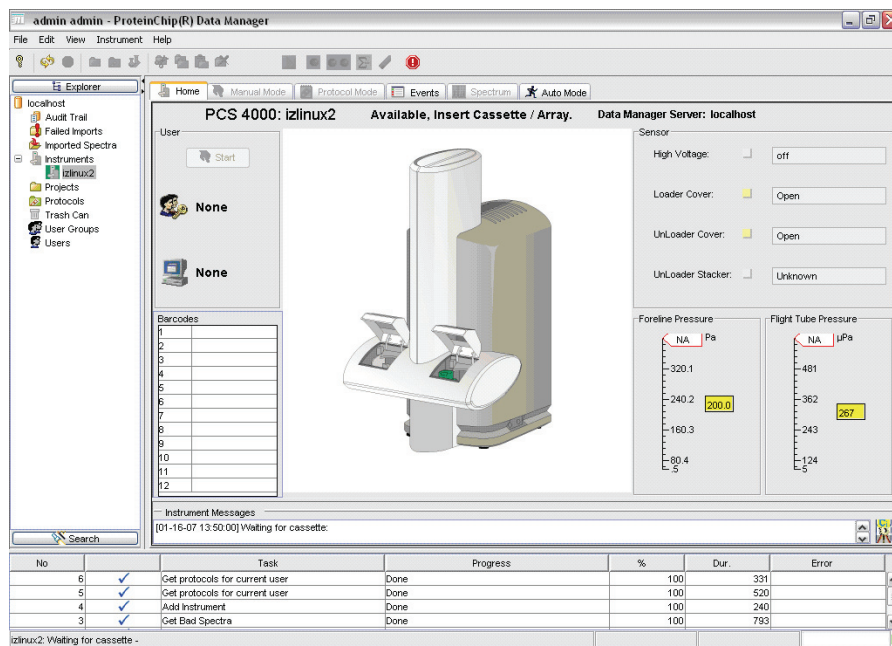 admin admin - ProteinChip(R) Data Manager
File Edit View Instrument Help
Explorer
localhost
Audit Trail
Failed Imports
Imported Spectra
Instruments
izlinux2
Projects
Protocols
Trash Can
User Groups
Users
Search
Home Manual Mode Protocol Mode Events Spectrum Auto Mode
PCS 4000: izlinux2 Available, Insert Cassette / Array. Data Manager Server: localhost
User
Start
None
None
Barcodes
1
2
3
4
5
6
7
8
9
10
11
12
Sensor
High Voltage: off
Loader Cover: Open
UnLoader Cover: Open
UnLoader Stacker: Unknown
Foreline Pressure
NA Pa
320.1
240.2
200.0
160.3
80.4
.5
Flight Tube Pressure
NA µPa
481
362
267
243
124
5
Instrument Messages
[01-16-07 13:50:00] Waiting for cassette:
No Task Progress % Dur. Error
6 Get protocols for current user Done 100 331
5 Get protocols for current user Done 100 520
4 Add Instrument Done 100 240
3 Get Bad Spectra Done 100 793
izlinux2: Waiting for cassette -